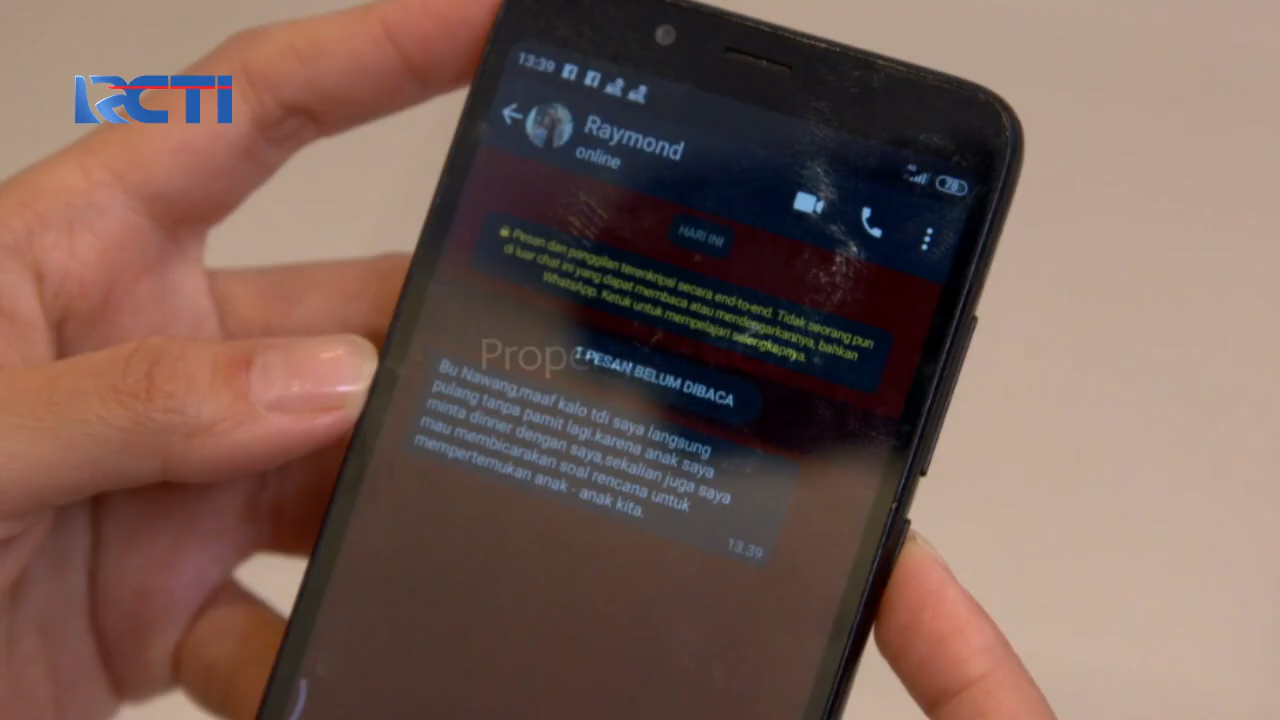 RCTI
13:39
78
Raymond
online
HARI INI
Pesan dan panggilan terenkripsi secara end-to-end. Tidak seorang pun
di luar chat ini yang dapat membaca atau mendengarkannya, bahkan
WhatsApp. Ketuk untuk mempelajari selengkapnya.
1 PESAN BELUM DIBACA
Bu Nawang,maaf kalo tdi saya langsung
pulang tanpa pamit lagi.karena anak saya
minta dinner dengan saya,sekalian juga saya
mau membicarakan soal rencana untuk
mempertemukan anak - anak kita.
13.39